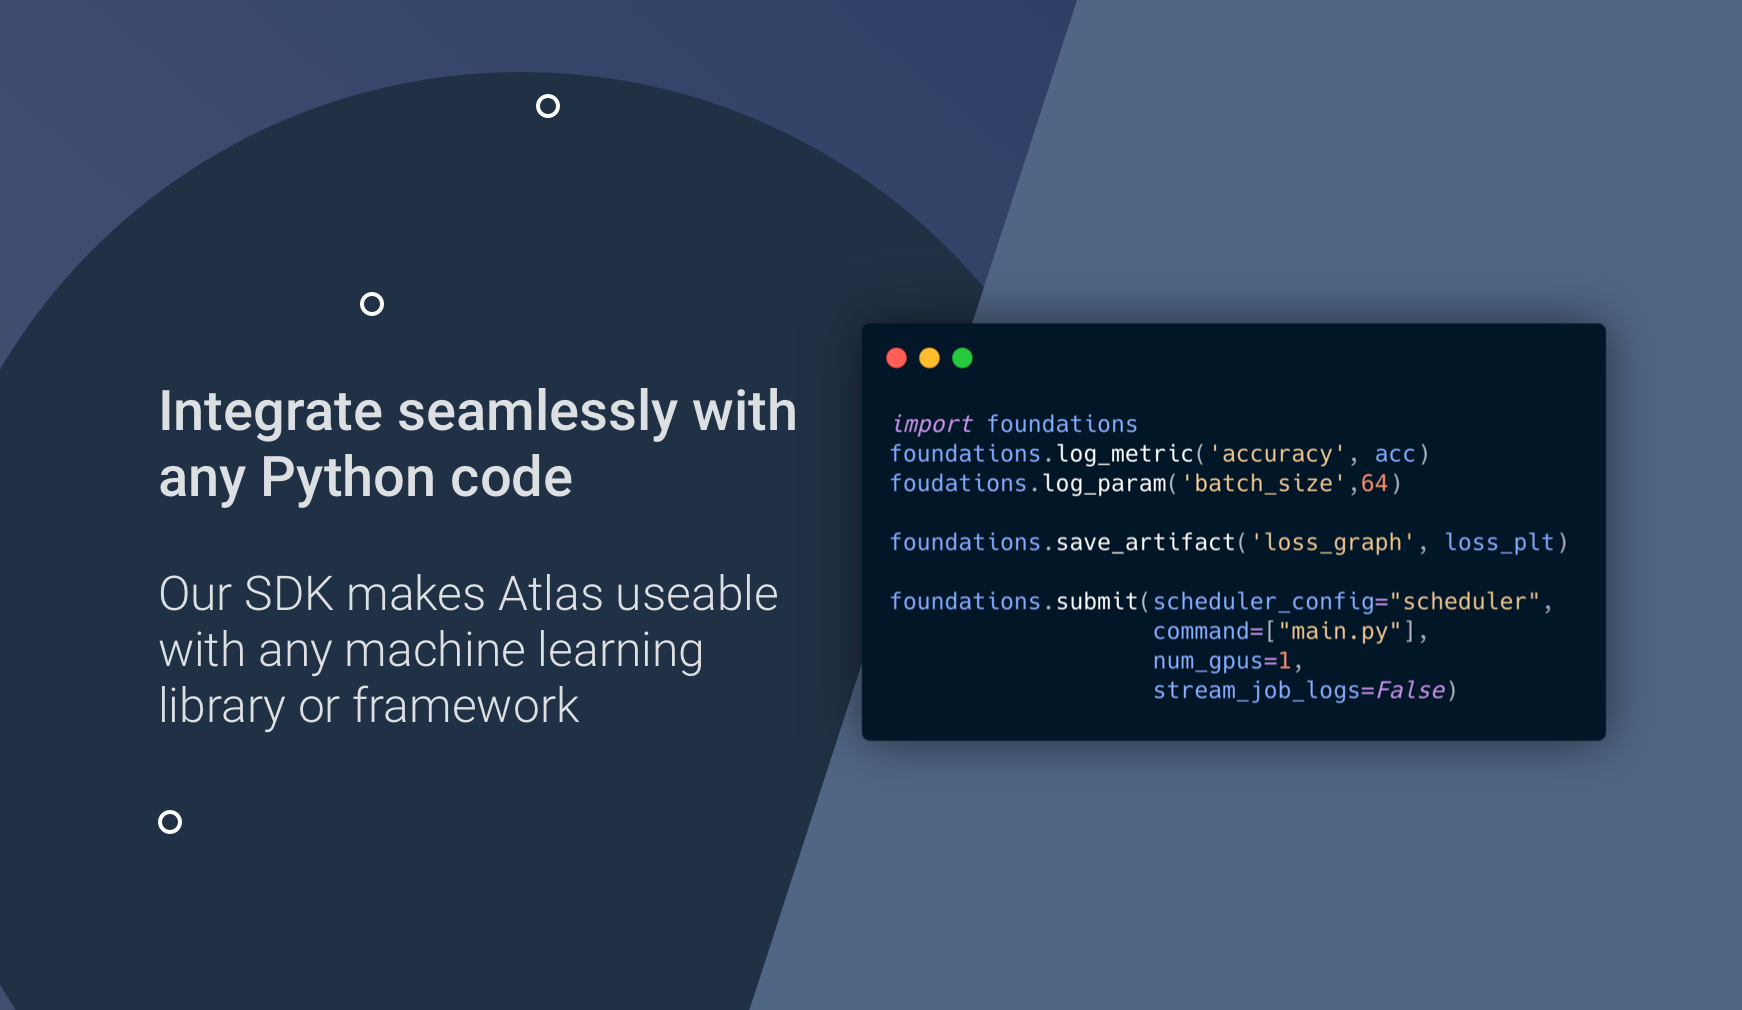 Integrate seamlessly with
any Python code
Our SDK makes Atlas useable
with any machine learning
library or framework
import foundations
foundations.log_metric('accuracy', acc)
foudations.log_param('batch_size',64)
foundations.save_artifact('loss_graph', loss_plt)
foundations.submit(scheduler_config="scheduler",
command=["main.py"],
num_gpus=1,
stream_job_logs=False)